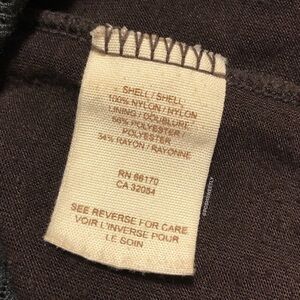 SHELL / SHELL
100% NYLON / NYLON
LINING / DOUBLURE
66% POLYESTER /
POLYESTER
34% RAYON / RAYONNE
RN 66170
CA 32054
SEE REVERSE FOR CARE
VOIR L'INVERSE POUR
LE SOIN